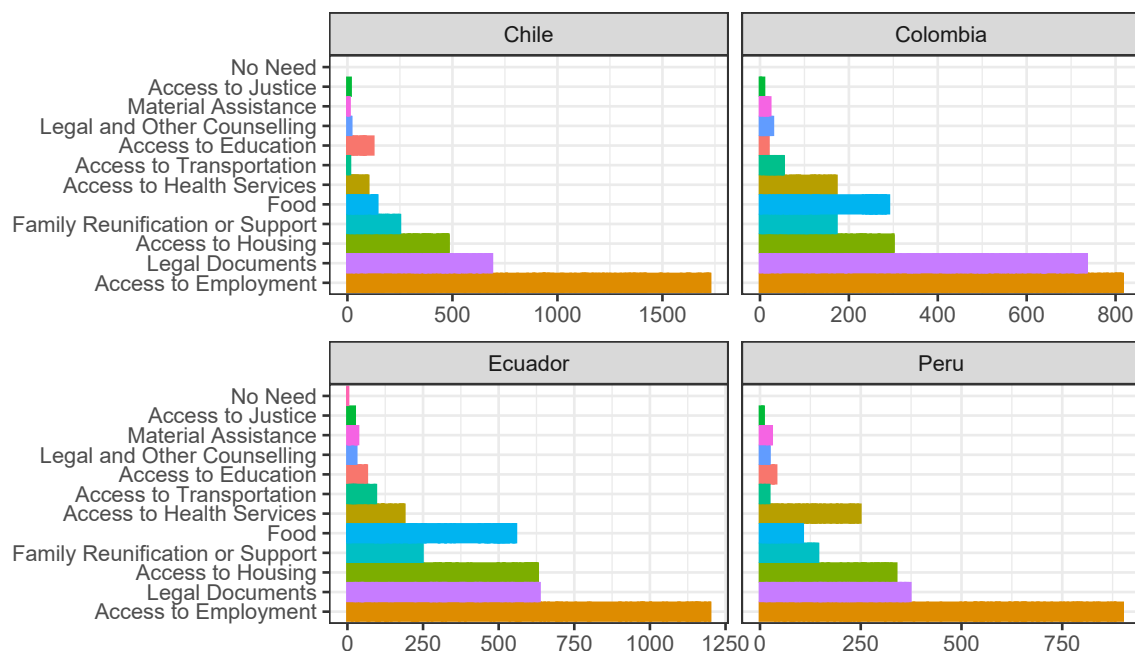 Chile
Colombia
No Need
Access to Justice
Material Assistance
Legal and Other Counselling
Access to Education
Access to Transportation
Access to Health Services
Food
Family Reunification or Support
Access to Housing
Legal Documents
Access to Employment
0 500 1000 1500
0 200 400 600 800
Ecuador
Peru
No Need
Access to Justice
Material Assistance
Legal and Other Counselling
Access to Education
Access to Transportation
Access to Health Services
Food
Family Reunification or Support
Access to Housing
Legal Documents
Access to Employment
0 250 500 750 1000 1250
0 250 500 750